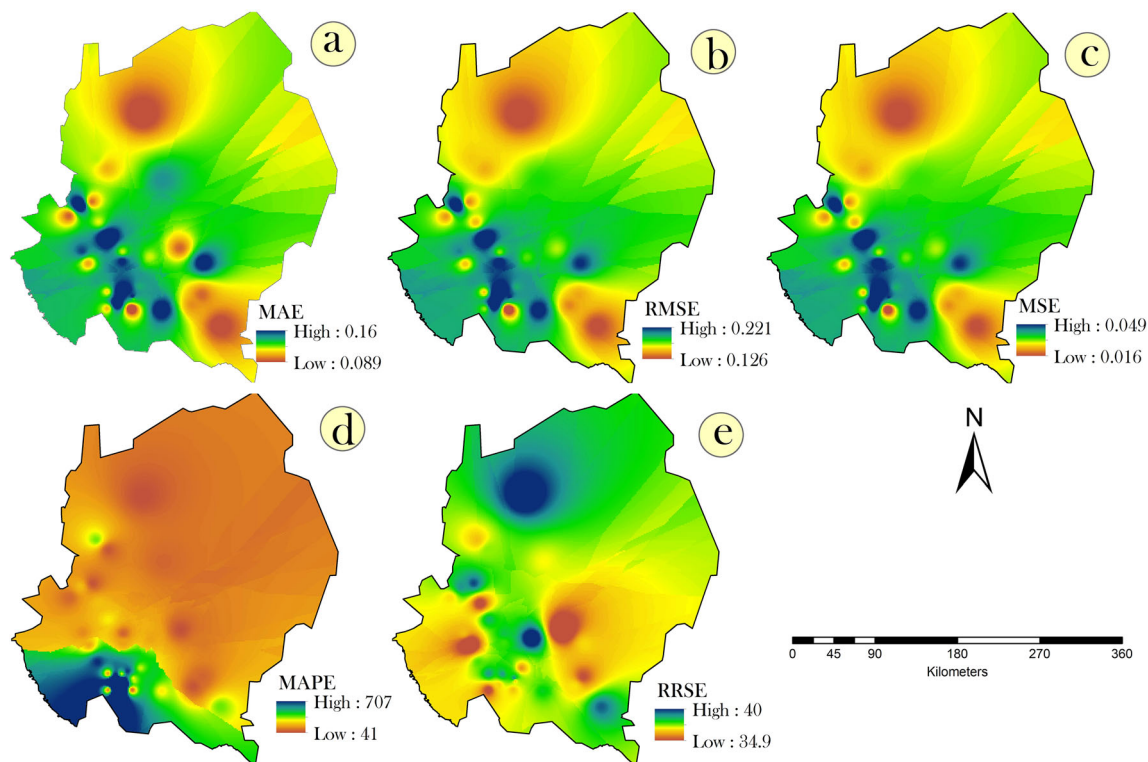 a
b
c
MAE
High : 0.16
Low : 0.089
RMSE
High : 0.221
Low : 0.126
MSE
High : 0.049
Low : 0.016
d
e
N
MAPE
High : 707
Low : 41
RRSE
High : 40
Low : 34.9
0 45 90 180 270 360
Kilometers